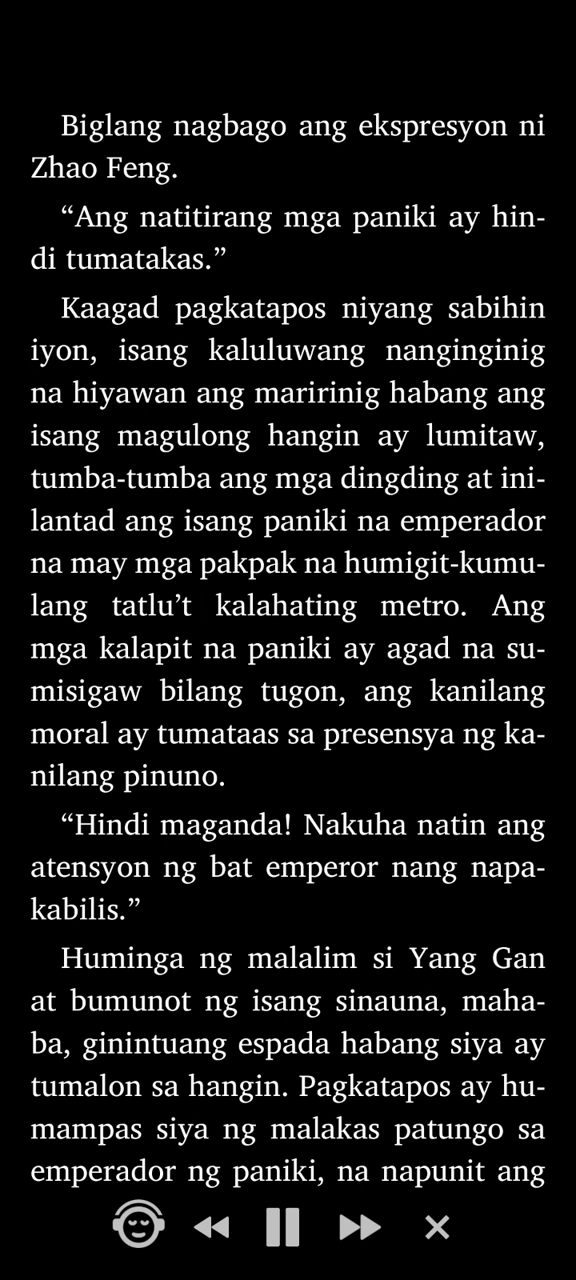 Biglang nagbago ang ekspresyon ni
Zhao Feng.
“Ang natitirang mga paniki ay hin-
di tumatakas.”
Kaagad pagkatapos niyang sabihin
iyon, isang kaluluwang nanginginig
na hiyawan ang maririnig habang ang
isang magulong hangin ay lumitaw,
tumba-tumba ang mga dingding at ini-
lantad ang isang paniki na emperador
na may mga pakpak na humigit-kumu-
lang tatlu’t kalahating metro. Ang
mga kalapit na paniki ay agad na su-
misigaw bilang tugon, ang kanilang
moral ay tumataas sa presensya ng ka-
nilang pinuno.
“Hindi maganda! Nakuha natin ang
atensyon ng bat emperor nang napa-
kabilis.”
Huminga ng malalim si Yang Gan
at bumunot ng isang sinauna, maha-
ba, ginintuang espada habang siya ay
tumalon sa hangin. Pagkatapos ay hu-
mampas siya ng malakas patungo sa
emperador ng paniki, na napunit ang